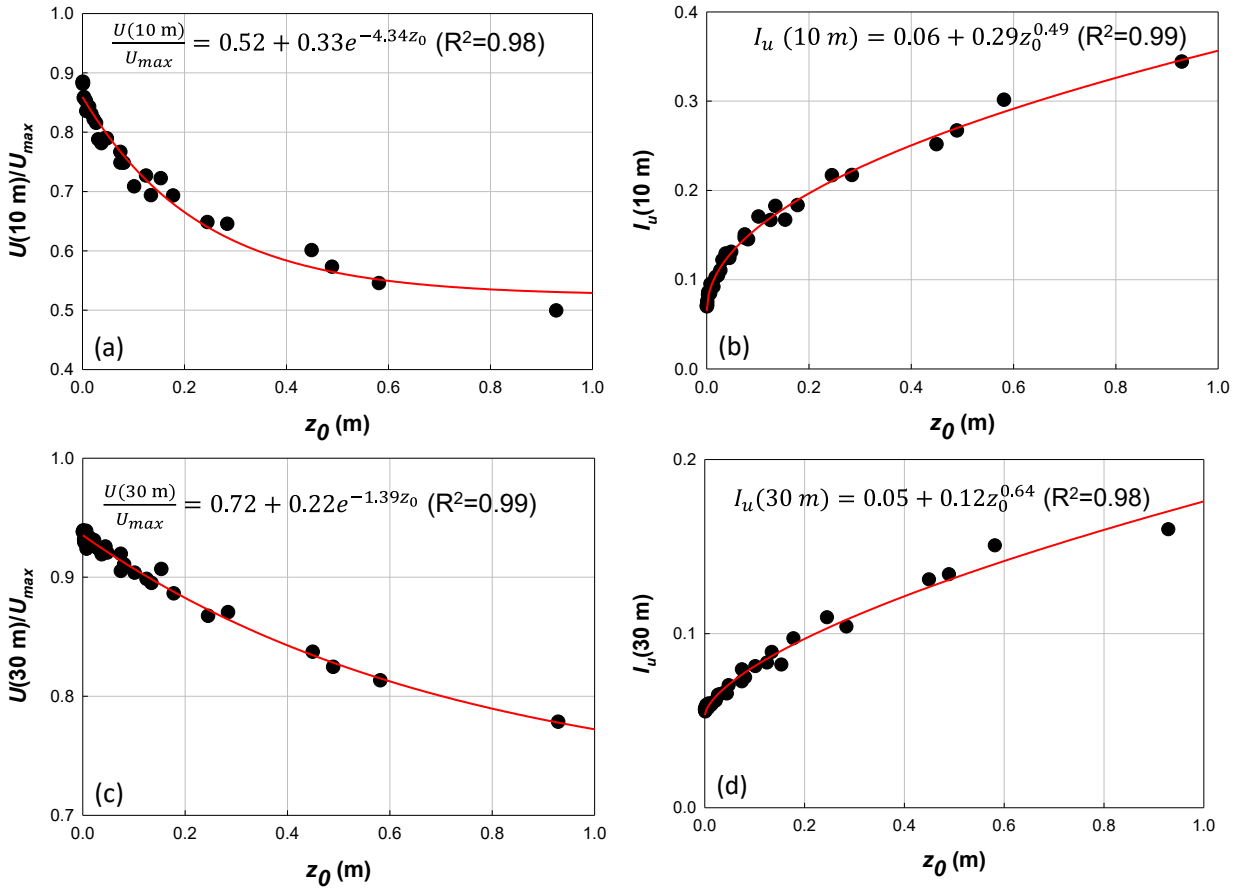 U(10 m)/U_max = 0.52 + 0.33e^{-4.34z_0} (R²=0.98)
1.0
0.9
0.8
0.7
0.6
0.5
0.4
U(10 m)/U_max
(a)
0.0 0.2 0.4 0.6 0.8 1.0
z_0 (m)
I_u (10 m) = 0.06 + 0.29z_0^{0.49} (R²=0.99)
0.4
0.3
0.2
0.1
0.0
I_u(10 m)
(b)
0.0 0.2 0.4 0.6 0.8 1.0
z_0 (m)
U(30 m)/U_max = 0.72 + 0.22e^{-1.39z_0} (R²=0.99)
1.0
0.9
0.8
0.7
U(30 m)/U_max
(c)
0.0 0.2 0.4 0.6 0.8 1.0
z_0 (m)
I_u(30 m) = 0.05 + 0.12z_0^{0.64} (R²=0.98)
0.2
0.1
0.0
I_u(30 m)
(d)
0.0 0.2 0.4 0.6 0.8 1.0
z_0 (m)